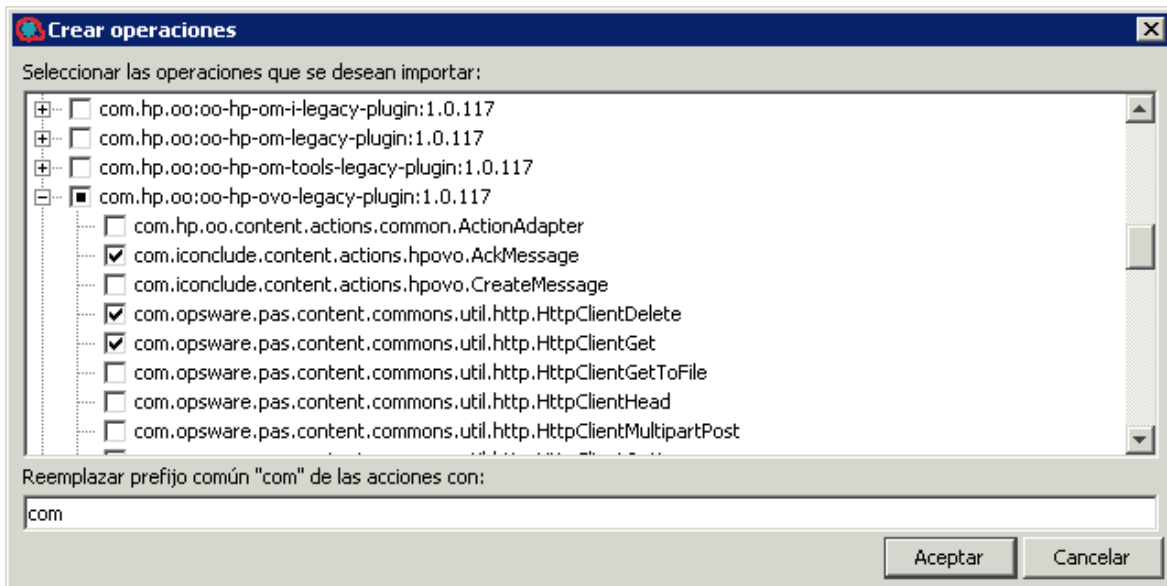 Crear operaciones
Seleccionar las operaciones que se desean importar:
com.hp.oo:oo-hp-om-i-legacy-plugin:1.0.117
com.hp.oo:oo-hp-om-legacy-plugin:1.0.117
com.hp.oo:oo-hp-om-tools-legacy-plugin:1.0.117
com.hp.oo:oo-hp-ovo-legacy-plugin:1.0.117
com.hp.oo.content.actions.common.ActionAdapter
com.iconclude.content.actions.hpovo.AckMessage
com.iconclude.content.actions.hpovo.CreateMessage
com.opsware.pas.content.commons.util.http.HttpClientDelete
com.opsware.pas.content.commons.util.http.HttpClientGet
com.opsware.pas.content.commons.util.http.HttpClientGetToFile
com.opsware.pas.content.commons.util.http.HttpClientHead
com.opsware.pas.content.commons.util.http.HttpClientMultipartPost
Reemplazar prefijo común "com" de las acciones con:
com
Aceptar
Cancelar